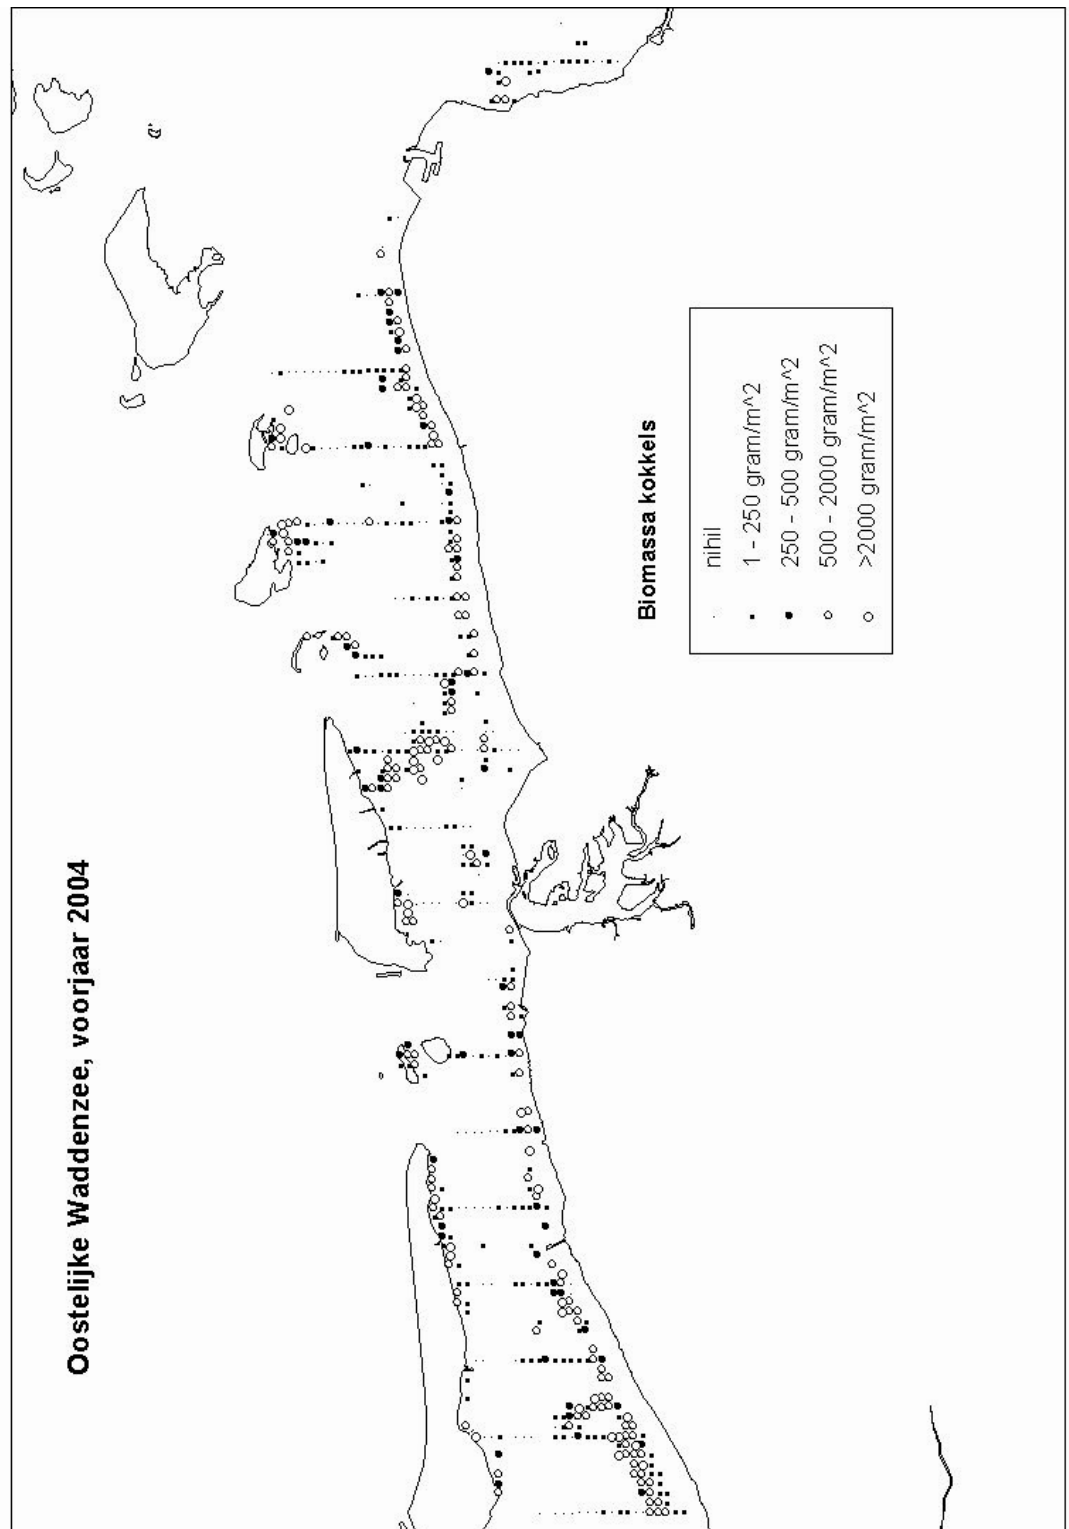 Oostelijke Waddenzee, voorjaar 2004
Biomassa kokkels
nihil
1 - 250 gram/m^2
250 - 500 gram/m^2
500 - 2000 gram/m^2
>2000 gram/m^2